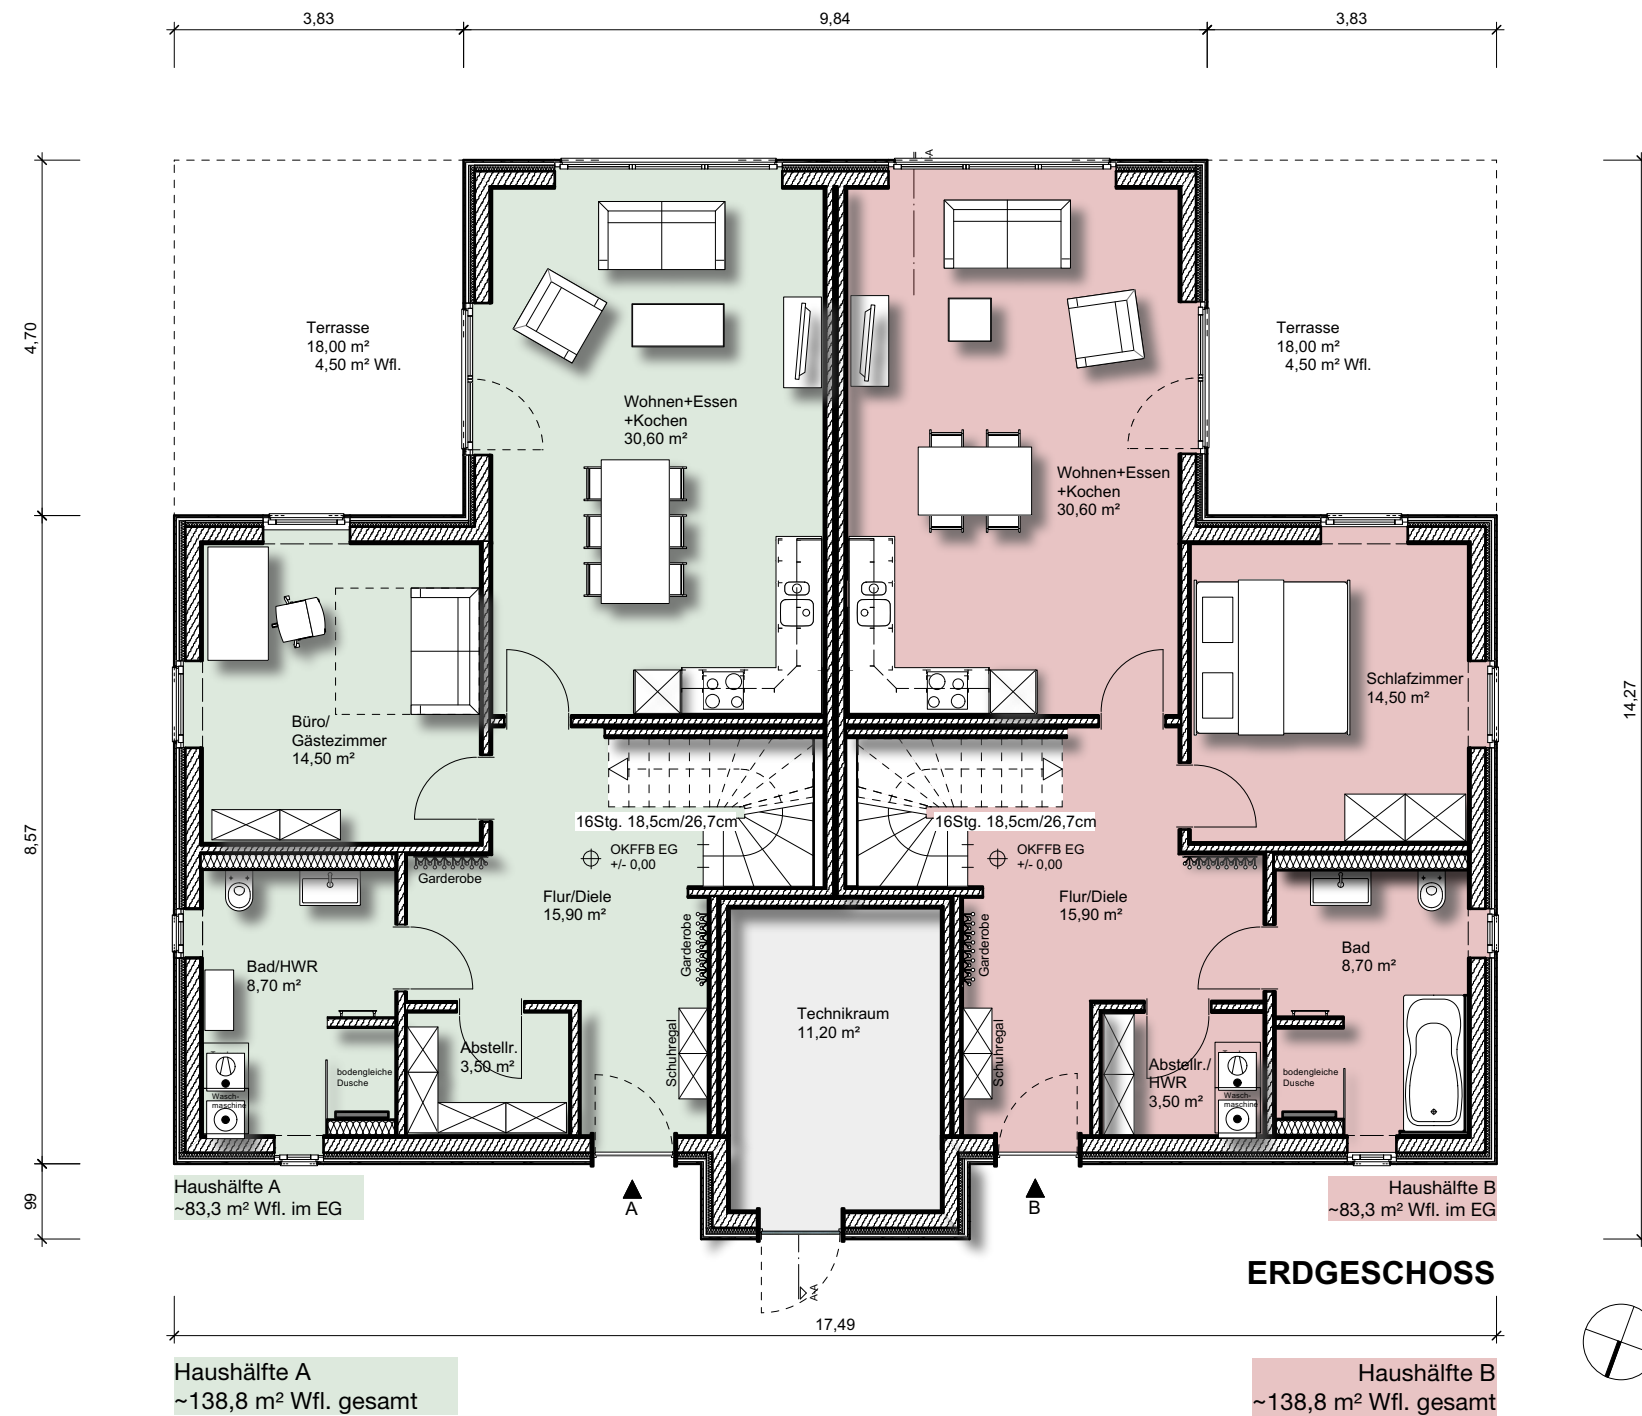 3,83
9,84
3,83
A
4,70
8,57
99
14,27
Terrasse
18,00 m²
4,50 m² Wfl.
Terrasse
18,00 m²
4,50 m² Wfl.
Wohnen+Essen
+Kochen
30,60 m²
Wohnen+Essen
+Kochen
30,60 m²
Büro/
Gästezimmer
14,50 m²
Schlafzimmer
14,50 m²
16Stg. 18,5cm/26,7cm
16Stg. 18,5cm/26,7cm
OKFFB EG
+/- 0,00
OKFFB EG
+/- 0,00
Garderobe
Flur/Diele
15,90 m²
Flur/Diele
15,90 m²
Garderobe
Garderobe
Bad/HWR
8,70 m²
Bad
8,70 m²
Technikraum
11,20 m²
Schuhregal
Schuhregal
Abstellr.
3,50 m²
Abstellr./
HWR
3,50 m²
bodengleiche
Dusche
bodengleiche
Dusche
Wasch-
maschine
Wasch-
maschine
Haushälfte A
~83,3 m² Wfl. im EG
A
B
Haushälfte B
~83,3 m² Wfl. im EG
ERDGESCHOSS
17,49
Haushälfte A
~138,8 m² Wfl. gesamt
Haushälfte B
~138,8 m² Wfl. gesamt